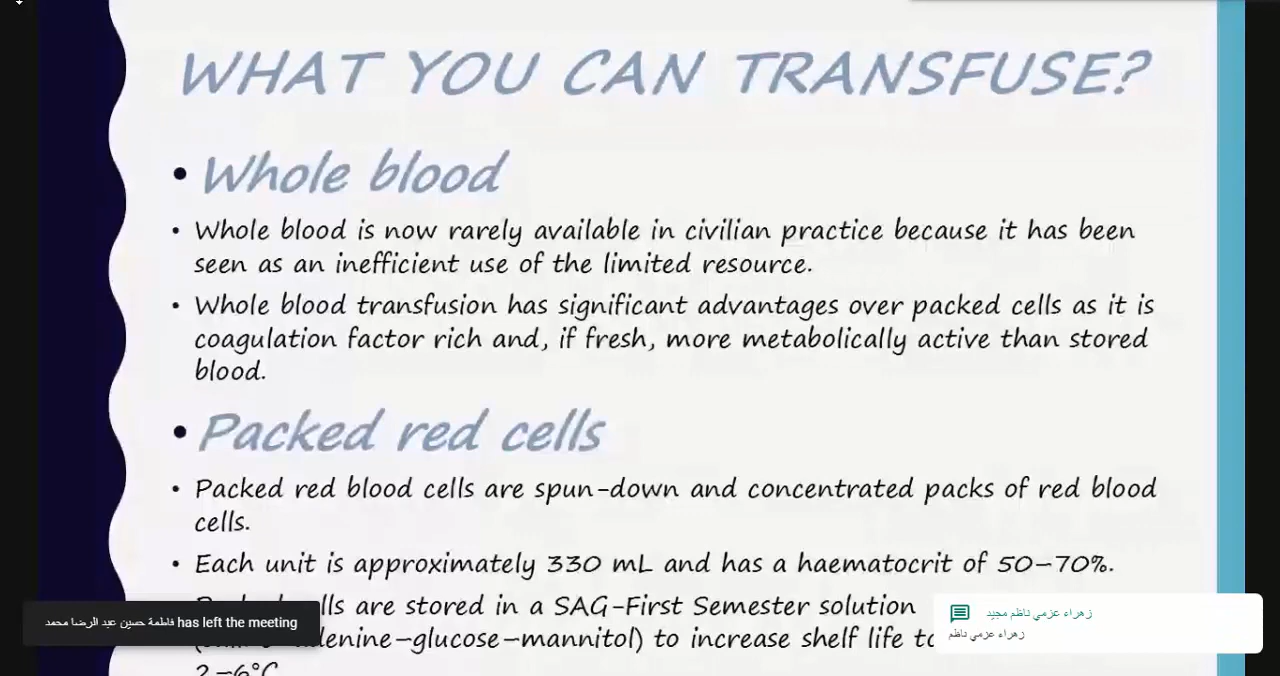 WHAT YOU CAN TRANSFUSE?
• Whole blood
• Whole blood is now rarely available in civilian practice because it has been
seen as an inefficient use of the limited resource.
• Whole blood transfusion has significant advantages over packed cells as it is
coagulation factor rich and, if fresh, more metabolically active than stored
blood.
• Packed red cells
• Packed red blood cells are spun-down and concentrated packs of red blood
cells.
• Each unit is approximately 330 mL and has a haematocrit of 50–70%.
are stored in a SAG-First Semester solution
adenine–glucose–mannitol) to increase shelf life to
2–6°C
فاطمة حسين عبد الرضا محمد has left the meeting
زهراء عزمي ناظم مجيد
زهراء عزمي ناظم